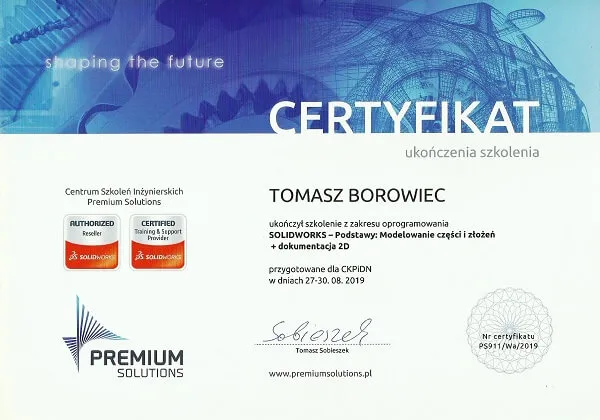 shaping the future
CERTYFIKAT
ukończenia szkolenia
Centrum Szkoleń Inżynierskich
Premium Solutions
AUTHORIZED
Reseller
SOLIDWORKS
CERTIFIED
Training & Support
Provider
SOLIDWORKS
TOMASZ BOROWIEC
ukończył szkolenie z zakresu oprogramowania
SOLIDWORKS – Podstawy: Modelowanie części i złożeń
+ dokumentacja 2D
przygotowane dla CKPiDN
w dniach 27-30. 08. 2019
PREMIUM
SOLUTIONS
Sobieszek
Tomasz Sobieszek
www.premiumsolutions.pl
Nr certyfikatu
PS911/Wa/2019